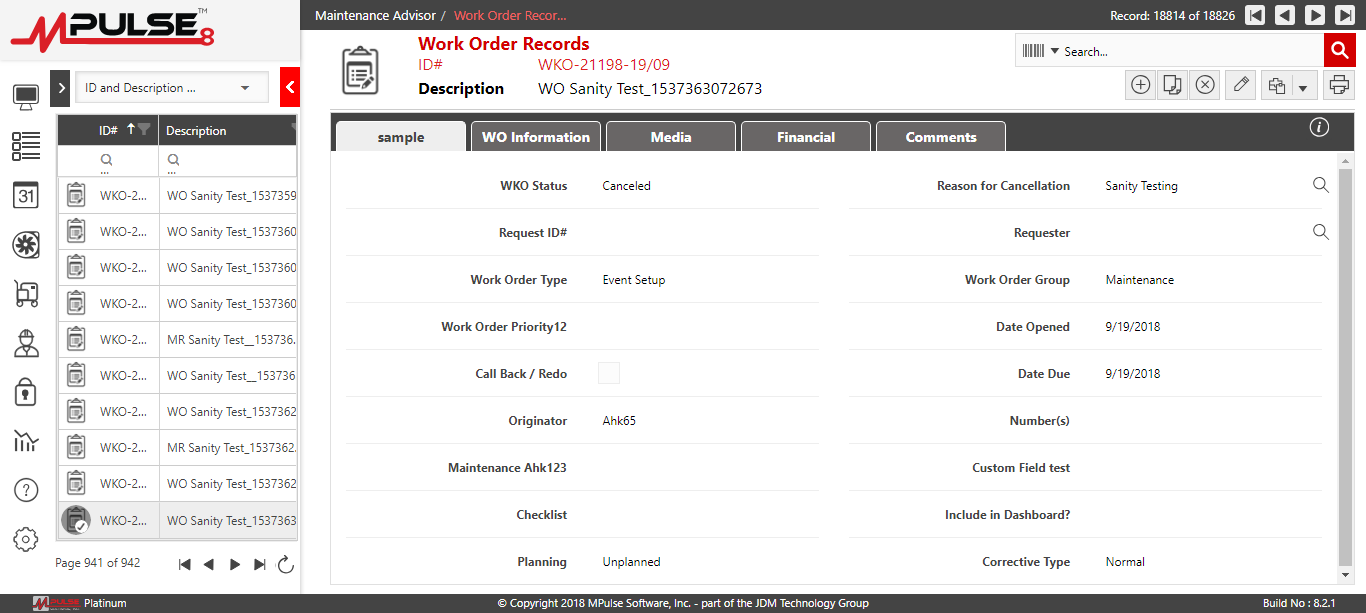 MPULSE™ 8
Maintenance Advisor / Work Order Recor...
Record: 18814 of 18826
Work Order Records
ID# WKO-21198-19/09
Description WO Sanity Test_1537363072673
Search...
ID and Description ...
ID# Description
... ...
WKO-2... WO Sanity Test_1537359
WKO-2... WO Sanity Test_1537360
WKO-2... WO Sanity Test_1537360
WKO-2... WO Sanity Test_1537360
WKO-2... MR Sanity Test__153736.
WKO-2... WO Sanity Test__153736
WKO-2... WO Sanity Test_1537362
WKO-2... MR Sanity Test_1537362.
WKO-2... WO Sanity Test_1537362
WKO-2... WO Sanity Test_1537363
Page 941 of 942
31
?
sample WO Information Media Financial Comments
i
WKO Status Canceled Reason for Cancellation Sanity Testing
Request ID# Requester
Work Order Type Event Setup Work Order Group Maintenance
Work Order Priority12 Date Opened 9/19/2018
Call Back / Redo Date Due 9/19/2018
Originator Ahk65 Number(s)
Maintenance Ahk123 Custom Field test
Checklist Include in Dashboard?
Planning Unplanned Corrective Type Normal
MPULSE Platinum
© Copyright 2018 MPulse Software, Inc. - part of the JDM Technology Group
Build No : 8.2.1